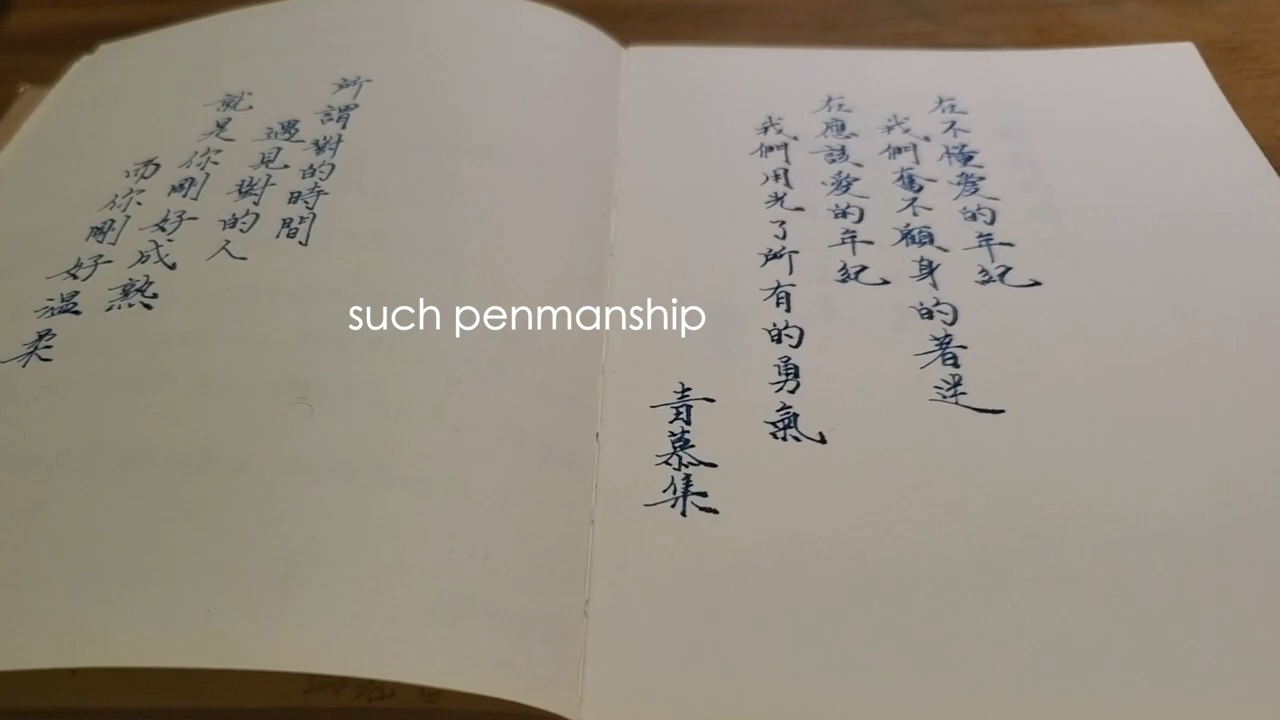 在不懂愛的年紀
我們奮不顧身的著迷
在應該愛的年紀
我們用光了所有的勇氣
青慕集
所謂對的時間
遇見對的人
就是你剛好成熟
而你剛好溫柔
such penmanship